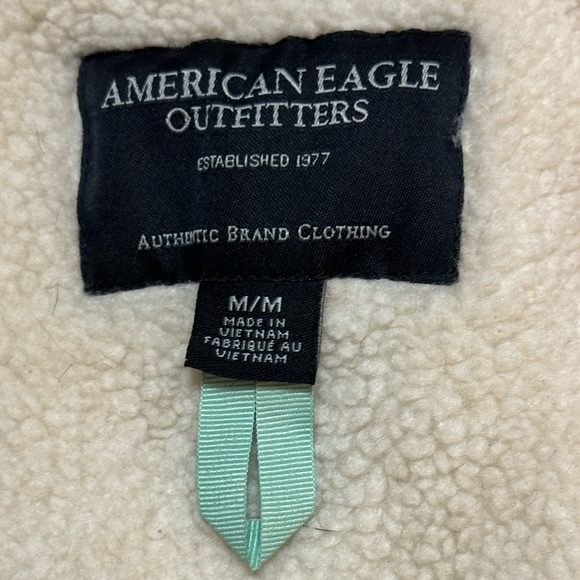 AMERICAN EAGLE
OUTFITTERS
ESTABLISHED 1977
AUTHENTIC BRAND CLOTHING
M/M
MADE IN
VIETNAM
FABRIQUÉ AU
VIETNAM